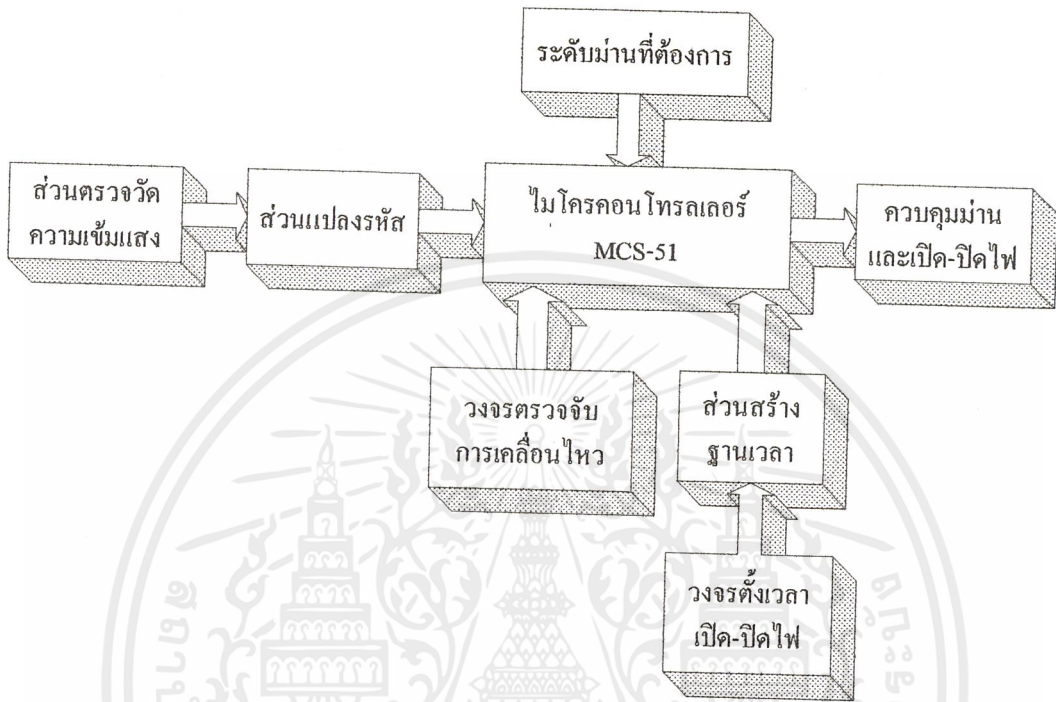 ระดับม่านที่ต้องการ
ส่วนตรวจวัด
ความเข้มแสง
ส่วนแปลงรหัส
ไมโครคอนโทรลเลอร์
MCS-51
ควบคุมม่าน
และเปิด-ปิดไฟ
วงจรตรวจจับ
การเคลื่อนไหว
ส่วนสร้าง
ฐานเวลา
วงจรตั้งเวลา
เปิด-ปิดไฟ